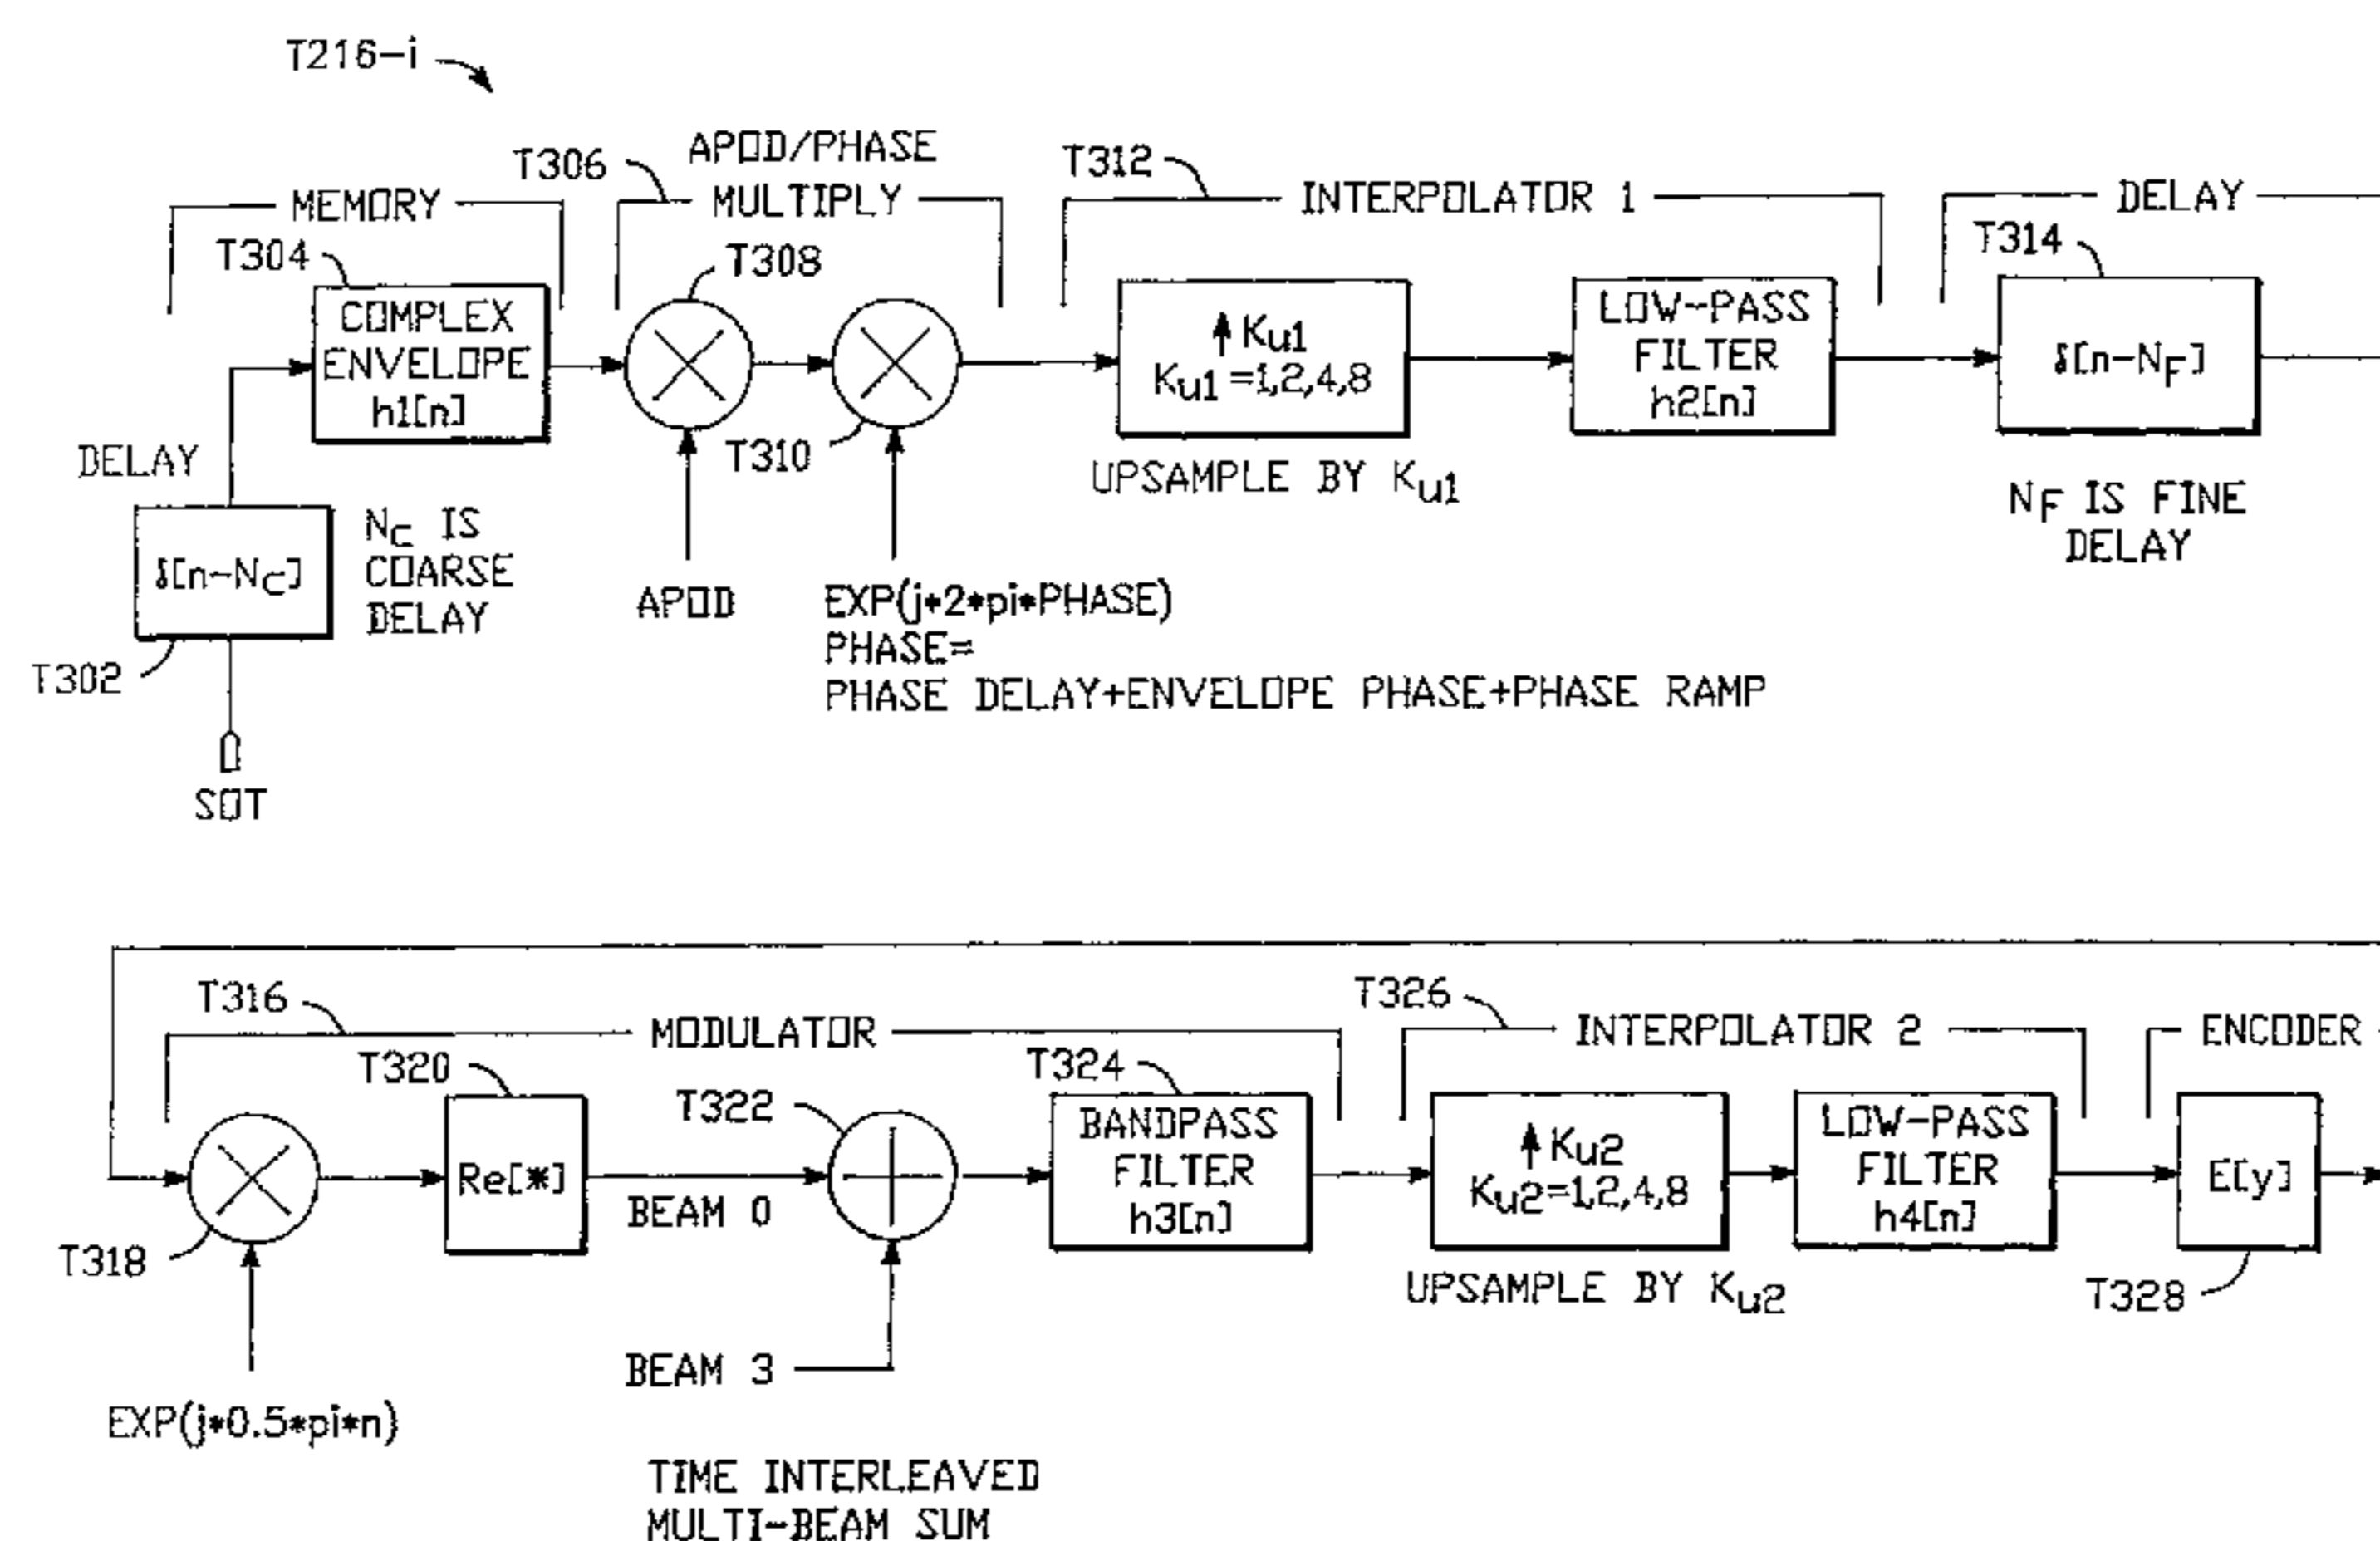 T216-i
APOD/PHASE
T306
T312
MEMORY
MULTIPLY
INTERPOLATOR 1
DELAY
T304
T308
T314
COMPLEX
ENVELOPE
h1[n]
↑ Ku1
Ku1 =1,2,4,8
LOW-PASS
FILTER
h2[n]
δ[n-NF]
DELAY
T310
UPSAMPLE BY Ku1
NF IS FINE
DELAY
δ[n-NC]
NC IS
COARSE
DELAY
APOD
EXP(j*2*pi*PHASE)
PHASE=
PHASE DELAY+ENVELOPE PHASE+PHASE RAMP
T302
SOT
T316
T326
MODULATOR
INTERPOLATOR 2
ENCODER
T320
T322
T324
Re[*]
BEAM 0
BANDPASS
FILTER
h3[n]
↑ Ku2
Ku2=1,2,4,8
LOW-PASS
FILTER
h4[n]
E[y]
T318
UPSAMPLE BY Ku2
T328
BEAM 3
EXP(j*0.5*pi*n)
TIME INTERLEAVED
MULTI-BEAM SUM